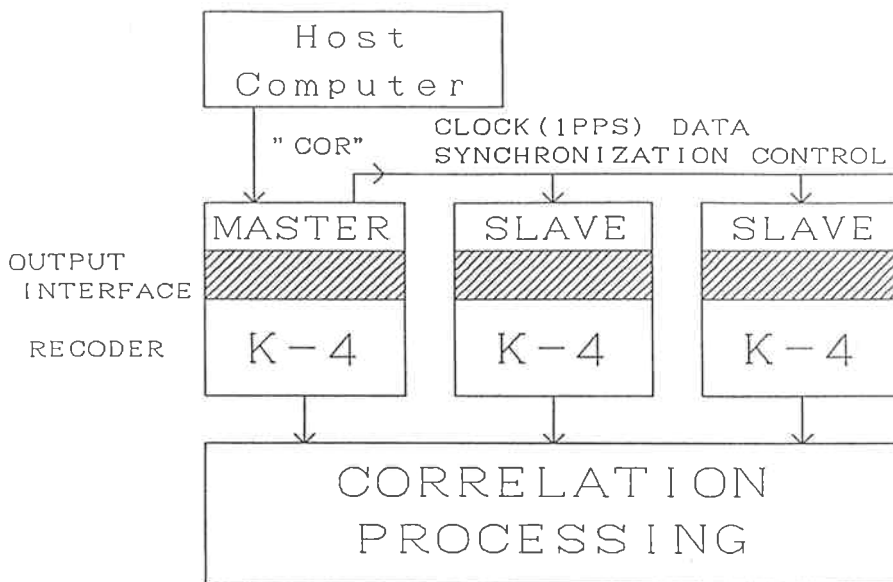 Host
Computer
"COR"
CLOCK(1PPS) DATA
SYNCHRONIZATION CONTROL
MASTER
SLAVE
SLAVE
OUTPUT
INTERFACE
RECODER
K-4
K-4
K-4
CORRELATION
PROCESSING